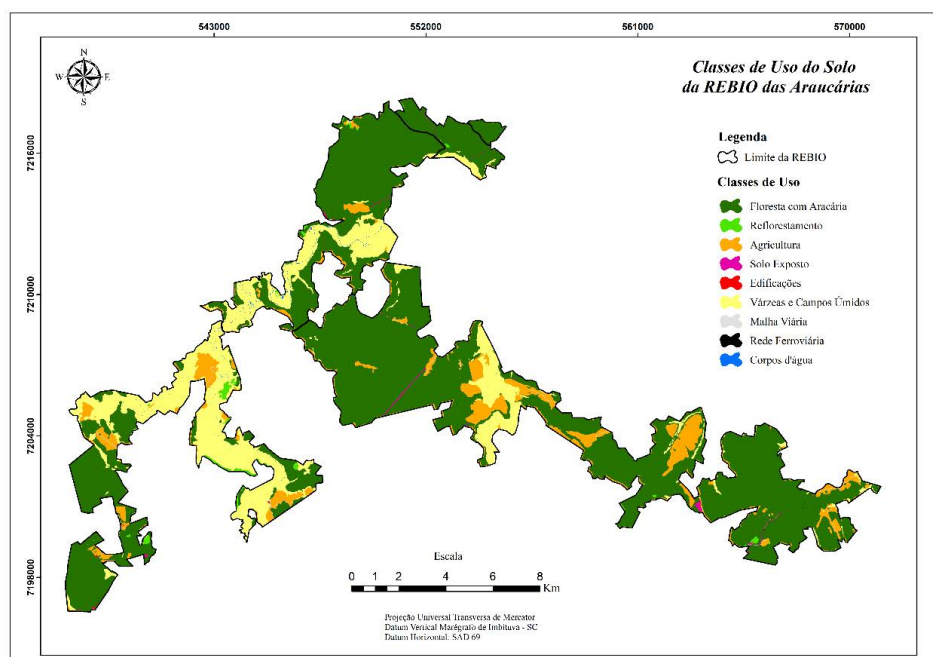 543000 552000 561000 570000
N
W E
S
Classes de Uso do Solo
da REBIO das Araucárias
7216000
7210000
7204000
7198000
Legenda
Limite da REBIO
Classes de Uso
Floresta com Aracária
Reflorestamento
Agricultura
Solo Exposto
Edificações
Várzeas e Campos Úmidos
Malha Viária
Rede Ferroviária
Corpos d'água
Escala
0 1 2 4 6 8
Km
Projeção Universal Transversa de Mercator
Datum Vertical Marégrafo de Imbituva - SC
Datum Horizontal. SAD 69